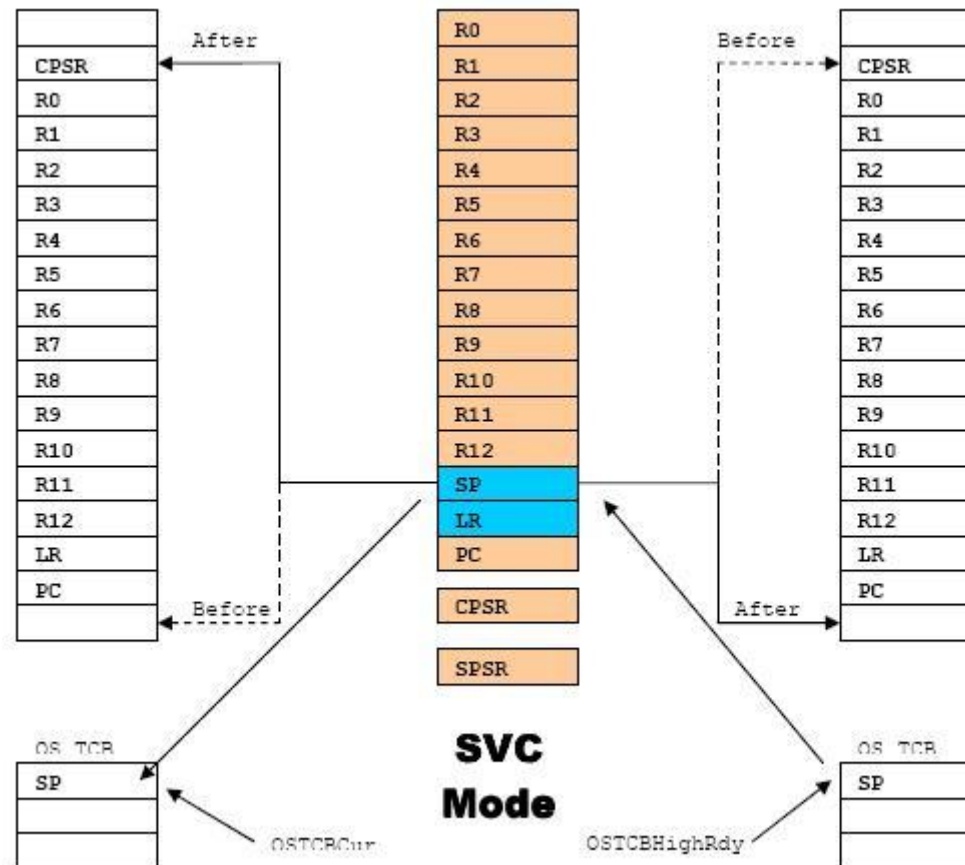 After
CPSR
R0
R1
R2
R3
R4
R5
R6
R7
R8
R9
R10
R11
R12
LR
PC
Before
OS_TCB
SP
OSTCBCur
R0
R1
R2
R3
R4
R5
R6
R7
R8
R9
R10
R11
R12
SP
LR
PC
CPSR
SPSR
SVC
Mode
Before
CPSR
R0
R1
R2
R3
R4
R5
R6
R7
R8
R9
R10
R11
R12
LR
PC
After
OS_TCB
SP
OSTCBHighRdy